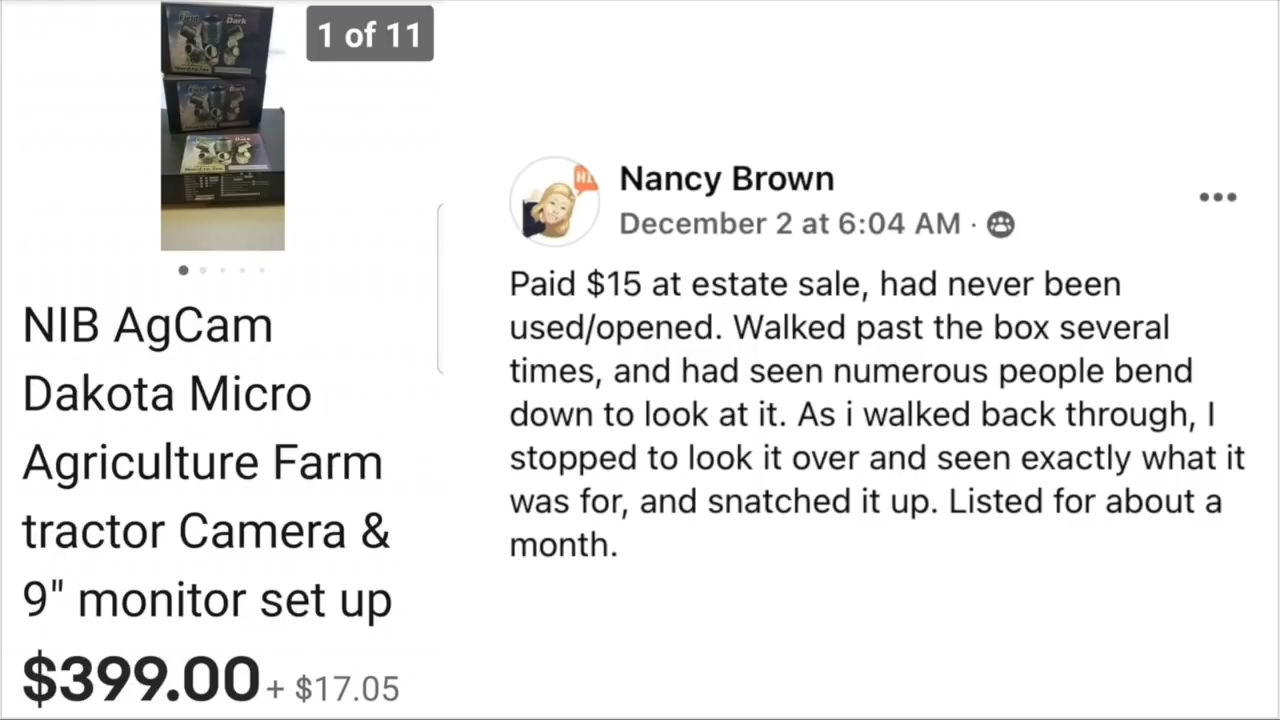 1 of 11
NIB AgCam
Dakota Micro
Agriculture Farm
tractor Camera &
9" monitor set up
$399.00 + $17.05
HI
Nancy Brown
December 2 at 6:04 AM ·
Paid $15 at estate sale, had never been
used/opened. Walked past the box several
times, and had seen numerous people bend
down to look at it. As i walked back through, I
stopped to look it over and seen exactly what it
was for, and snatched it up. Listed for about a
month.